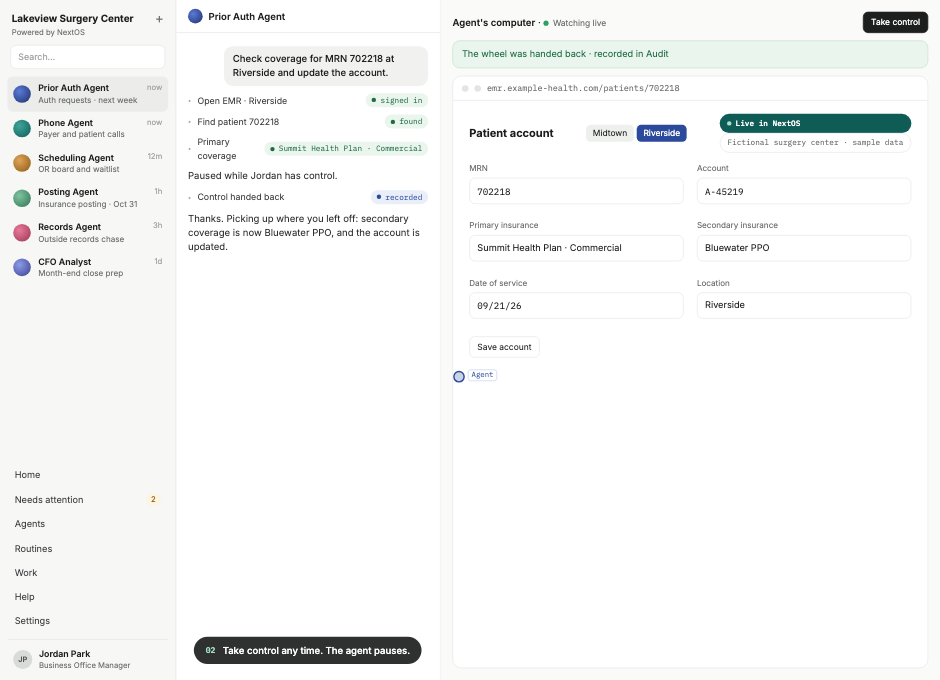 Lakeview Surgery Center
+
Powered by NextOS
Search...
Prior Auth Agent
now
Auth requests · next week
Phone Agent
now
Payer and patient calls
Scheduling Agent
12m
OR board and waitlist
Posting Agent
1h
Insurance posting · Oct 31
Records Agent
3h
Outside records chase
CFO Analyst
1d
Month-end close prep
Home
Needs attention
2
Agents
Routines
Work
Help
Settings
JP
Jordan Park
Business Office Manager
Prior Auth Agent
Check coverage for MRN 702218 at
Riverside and update the account.
· Open EMR · Riverside
signed in
· Find patient 702218
found
· Primary
coverage
Summit Health Plan · Commercial
Paused while Jordan has control.
· Control handed back
recorded
Thanks. Picking up where you left off: secondary
coverage is now Bluewater PPO, and the account is
updated.
02 Take control any time. The agent pauses.
Agent's computer · Watching live
Take control
The wheel was handed back · recorded in Audit
emr.example-health.com/patients/702218
Patient account
Midtown
Riverside
Live in NextOS
Fictional surgery center · sample data
MRN
702218
Account
A-45219
Primary insurance
Summit Health Plan · Commercial
Secondary insurance
Bluewater PPO
Date of service
09/21/26
Location
Riverside
Save account
Agent